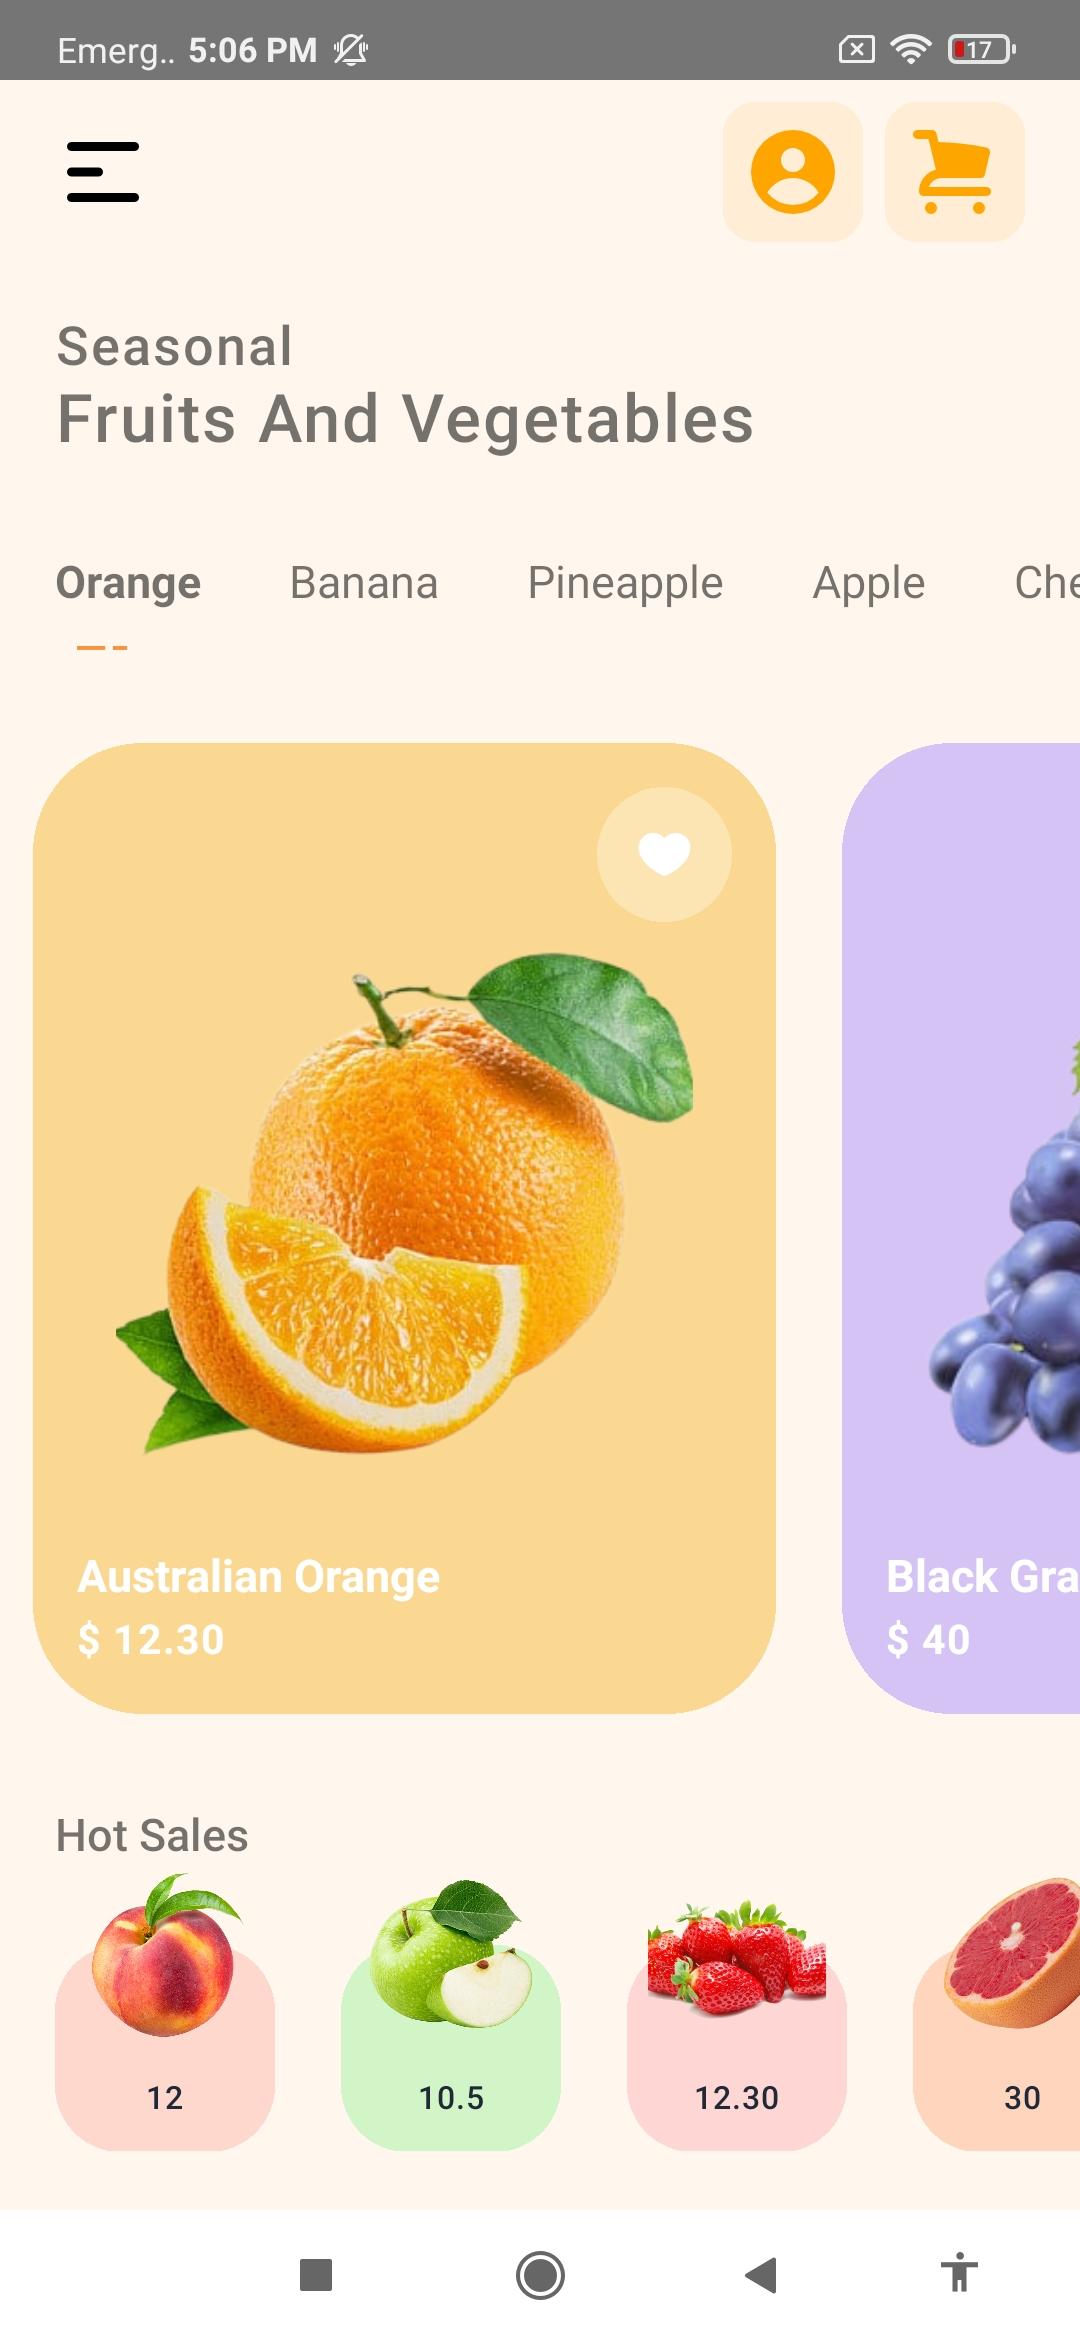 Emerg.. 5:06 PM 17
Seasonal
Fruits And Vegetables
Orange Banana Pineapple Apple Che
Australian Orange
$ 12.30
Black Gra
$ 40
Hot Sales
12 10.5 12.30 30